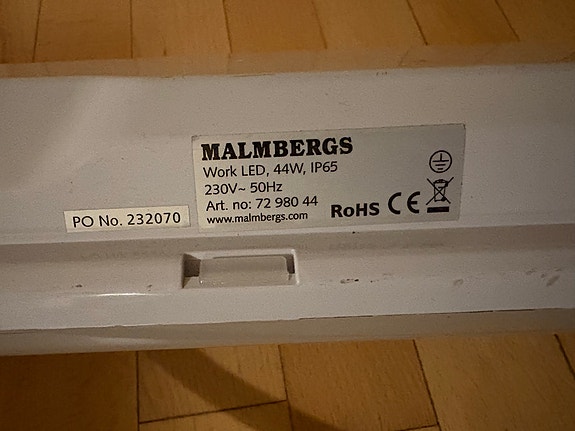 MALMBERGS
Work LED, 44W, IP65
230V~ 50Hz
Art. no: 72 980 44
www.malmbergs.com
RoHS CE
PO No. 232070